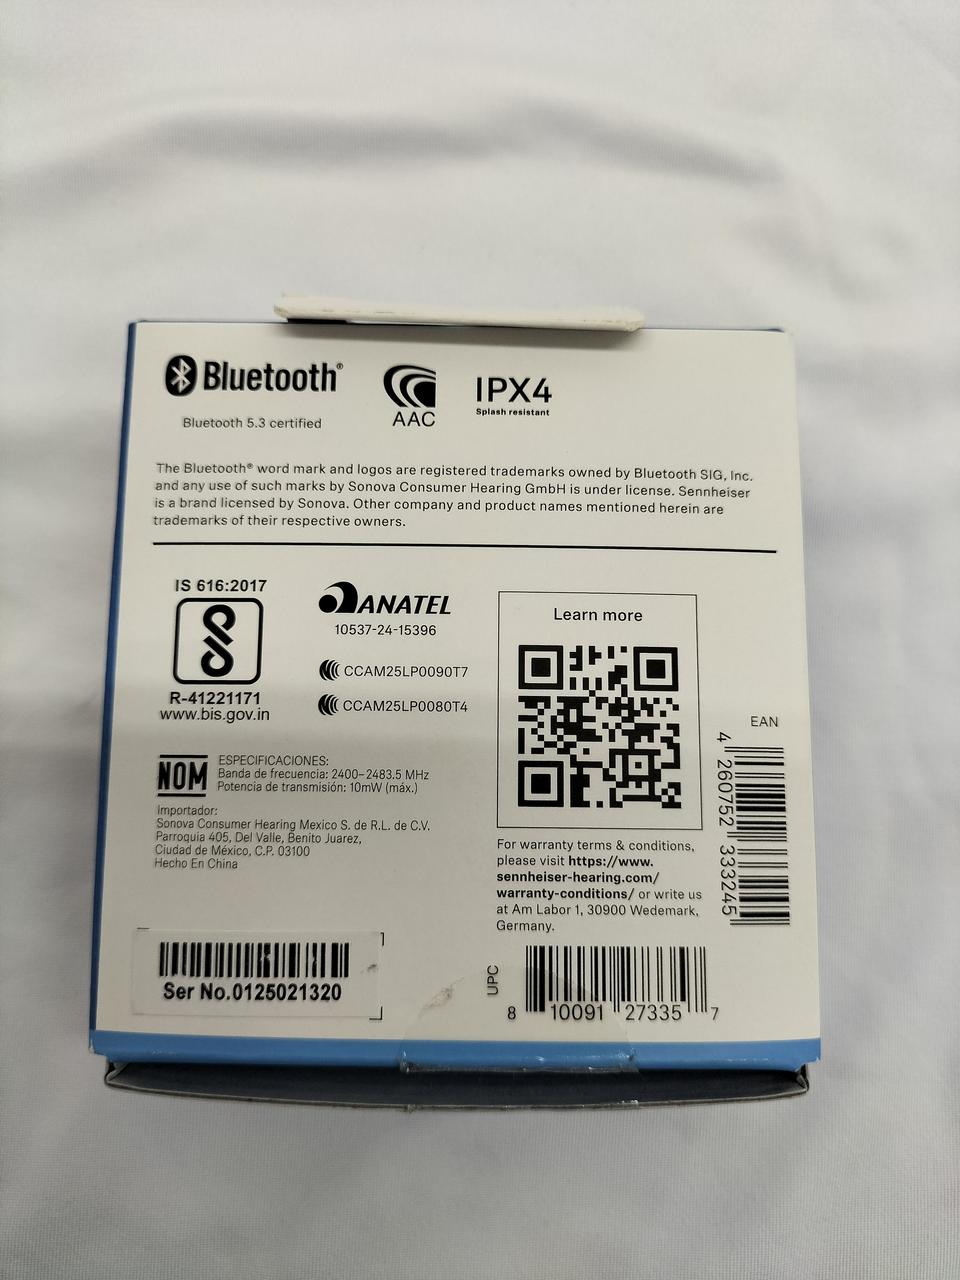 Bluetooth®
Bluetooth 5.3 certified
AAC
IPX4
Splash resistant
The Bluetooth® word mark and logos are registered trademarks owned by Bluetooth SIG, Inc.
and any use of such marks by Sonova Consumer Hearing GmbH is under license. Sennheiser
is a brand licensed by Sonova. Other company and product names mentioned herein are
trademarks of their respective owners.
IS 616:2017
R-41221171
www.bis.gov.in
ANATEL
10537-24-15396
CCAM25LP0090T7
CCAM25LP0080T4
Learn more
NOM
ESPECIFICACIONES:
Banda de frecuencia: 2400–2483.5 MHz
Potencia de transmisión: 10mW (máx.)
Importador:
Sonova Consumer Hearing Mexico S. de R.L. de C.V.
Parroquia 405, Del Valle, Benito Juarez,
Ciudad de México, C.P. 03100
Hecho En China
EAN
4 260752 333245
For warranty terms & conditions,
please visit https://www.
sennheiser-hearing.com/
warranty-conditions/ or write us
at Am Labor 1, 30900 Wedemark,
Germany.
Ser No.0125021320
UPC
8 10091 27335 7